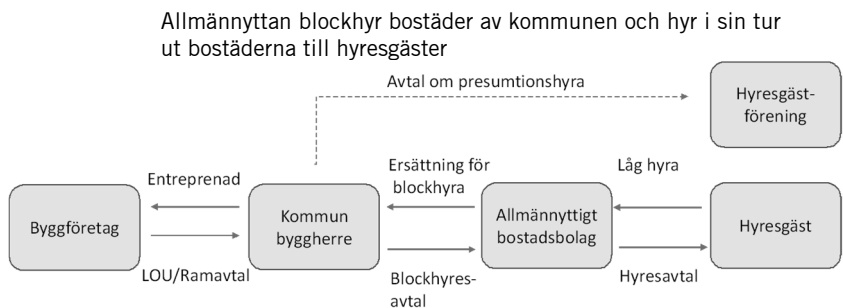 Allmännyttan blockhyr bostäder av kommunen och hyr i sin tur
ut bostäderna till hyresgäster
Avtal om presumtionshyra
Hyresgäst-
förening
Entreprenad
Ersättning för
blockhyra
Låg hyra
Byggföretag
Kommun
byggherre
Allmännyttigt
bostadsbolag
Hyresgäst
LOU/Ramavtal
Blockhyres-
avtal
Hyresavtal